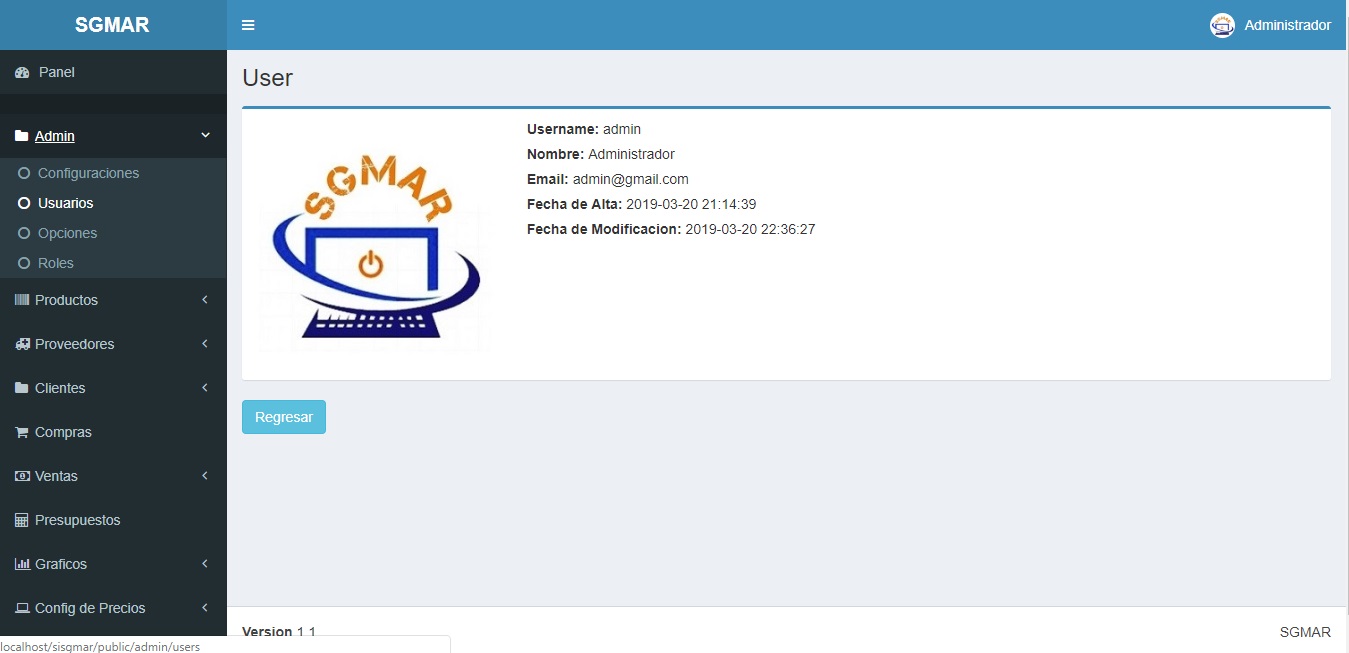 SGMAR
Administrador
Panel
Admin
Configuraciones
Usuarios
Opciones
Roles
Productos
Proveedores
Clientes
Compras
Ventas
Presupuestos
Graficos
Config de Precios
User
SGMAR
Username: admin
Nombre: Administrador
Email: admin@gmail.com
Fecha de Alta: 2019-03-20 21:14:39
Fecha de Modificacion: 2019-03-20 22:36:27
Regresar
Version 1.1
SGMAR
localhost/sisgmar/public/admin/users